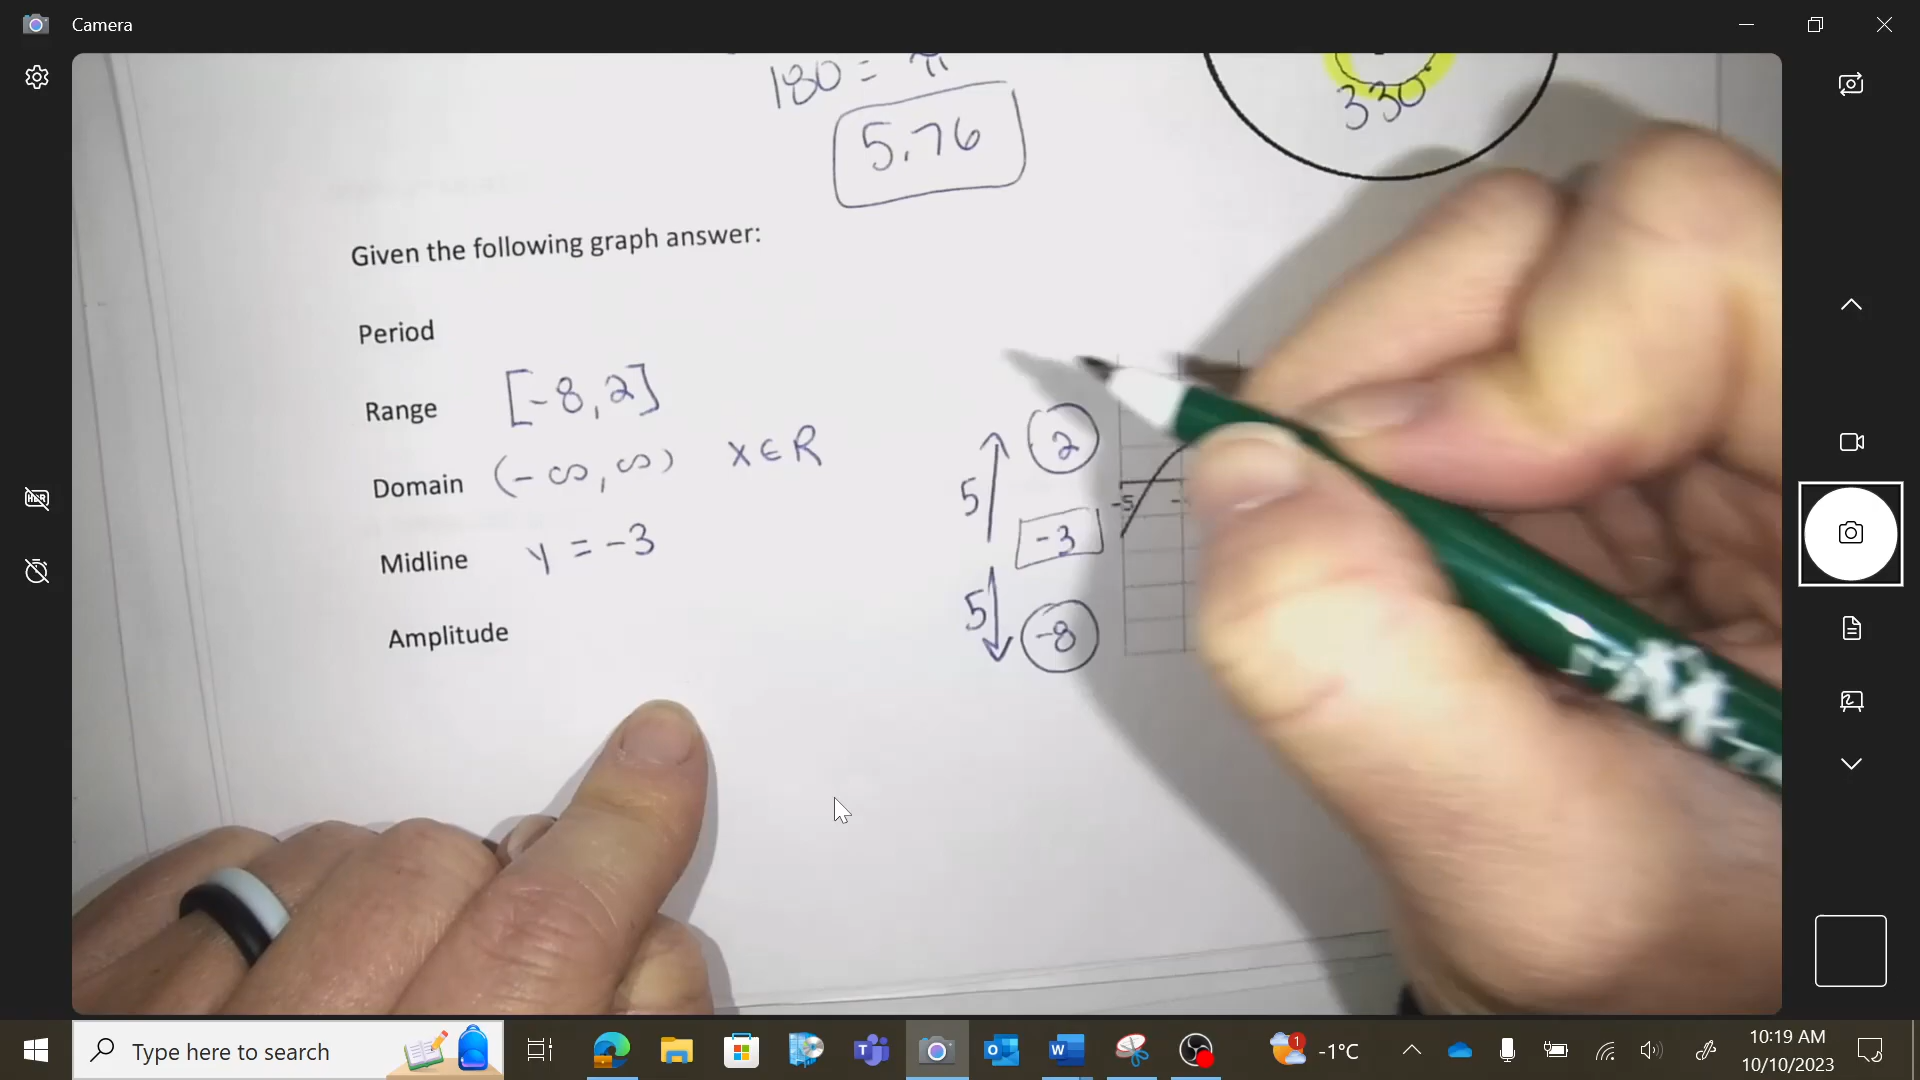 Camera
180 = π
5.76
330°
Given the following graph answer:
Period
Range [-8, 2]
Domain (-∞, ∞) x ∈ R
Midline y = -3
Amplitude
2
5
-3
5
-8
-5
Type here to search
1
-1°C
10:19 AM
10/10/2023